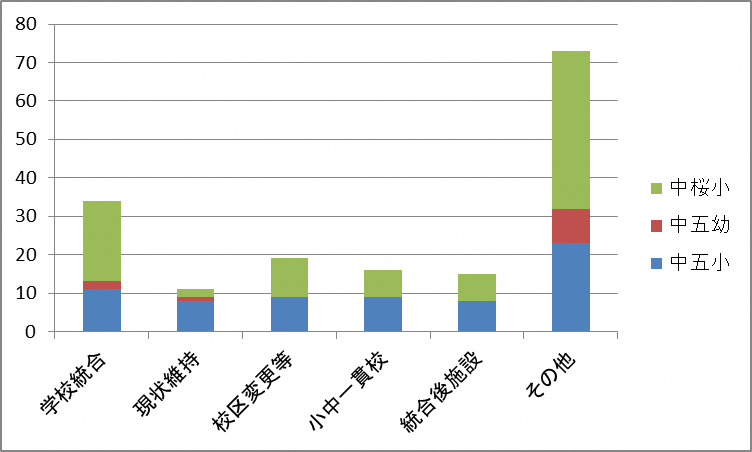 80
70
60
50
40
30
20
10
0
学校統合
現状維持
校区変更等
小中一貫校
統合後施設
その他
中桜小
中五幼
中五小